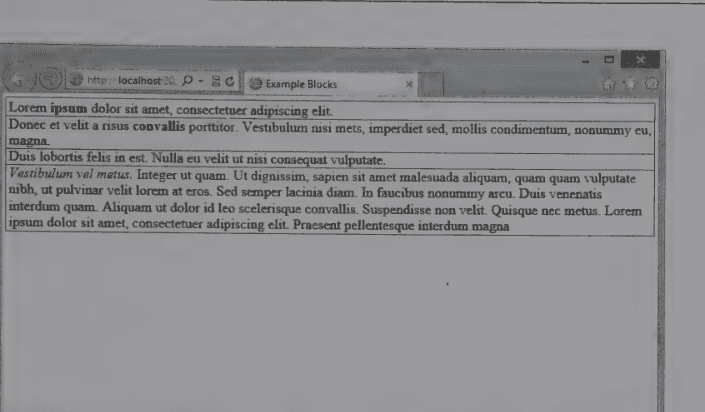 http localhost:20.
Example Blocks
Lorem ipsum dolor sit amet, consectetuer adipiscing elit.
Donec et velit a risus convallis porttitor. Vestibulum nisi mets, imperdiet sed, mollis condimentum, nonummy eu,
magna.
Duis lobortis felis in est. Nulla eu velit ut nisi consequat vulputate.
Vestibulum vel metus. Integer ut quam. Ut dignissim, sapien sit amet malesuada aliquam, quam quam vulputate
nibh, ut pulvinar velit lorem at eros. Sed semper lacinia diam. In faucibus nonummy arcu. Duis venenatis
interdum quam. Aliquam ut dolor id leo scelerisque convallis. Suspendisse non velit. Quisque nec metus. Lorem
ipsum dolor sit amet, consectetuer adipiscing elit. Praesent pellentesque interdum magna